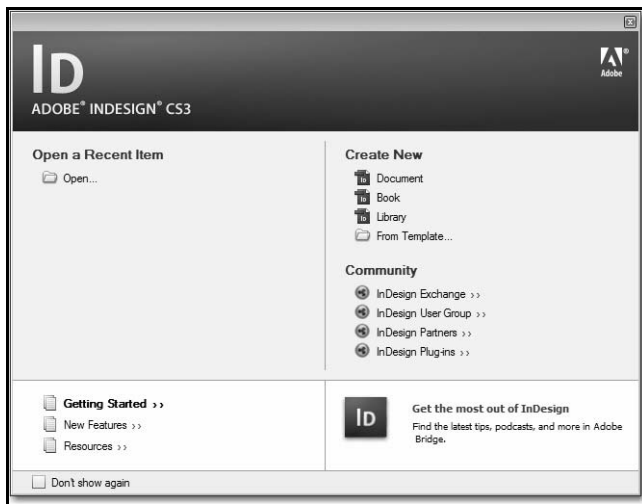 ID
ADOBE® INDESIGN® CS3
Adobe®
Open a Recent Item
Open...
Create New
Document
Book
Library
From Template...
Community
InDesign Exchange ››
InDesign User Group ››
InDesign Partners ››
InDesign Plug-ins ››
Getting Started ››
New Features ››
Resources ››
ID
Get the most out of InDesign
Find the latest tips, podcasts, and more in Adobe
Bridge.
Don't show again